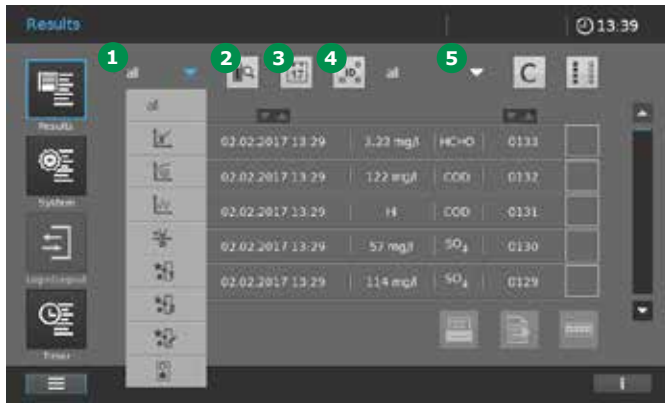 Results 13:39
1 2 3 4 5
all 17 ID all C
all
Results
02.02.2017 13:29 3.22 mg/l HCHO 0133
02.02.2017 13:29 122 mg/l COD 0132
System
02.02.2017 13:29 HI COD 0131
02.02.2017 13:29 57 mg/l SO₄ 0130
02.02.2017 13:29 114 mg/l SO₄ 0129
Login/Logout
Timer
i